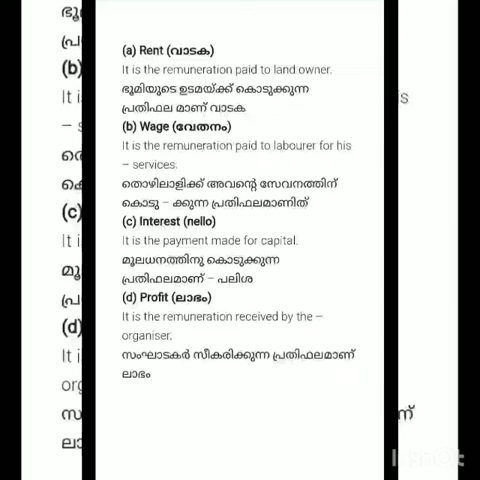 (a) Rent (വാടക)
It is the remuneration paid to land owner.
ഭൂമിയുടെ ഉടമയ്ക്ക് കൊടുക്കുന്ന
പ്രതിഫല മാണ് വാടക
(b) Wage (വേതനം)
It is the remuneration paid to labourer for his
– services.
തൊഴിലാളിക്ക് അവന്റെ സേവനത്തിന്
കൊടു – ക്കുന്ന പ്രതിഫലമാണിത്
(c) Interest (nello)
It is the payment made for capital.
മൂലധനത്തിനു കൊടുക്കുന്ന
പ്രതിഫലമാണ് – പലിശ
(d) Profit (ലാഭം)
It is the remuneration received by the –
organiser.
സംഘാടകർ സീകരിക്കുന്ന പ്രതിഫലമാണ്
ലാഭം